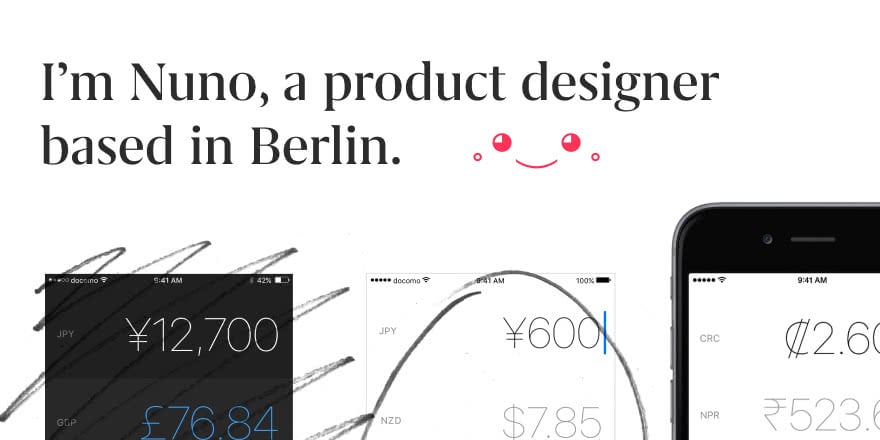 I’m Nuno, a product designer
based in Berlin.
docomo 9:41 AM 42%
JPY ¥12,700
GBP £76.84
docomo 9:41 AM 100%
JPY ¥600
NZD $7.85
9:41 AM
CRC ₡2.60
NPR ₹523.6